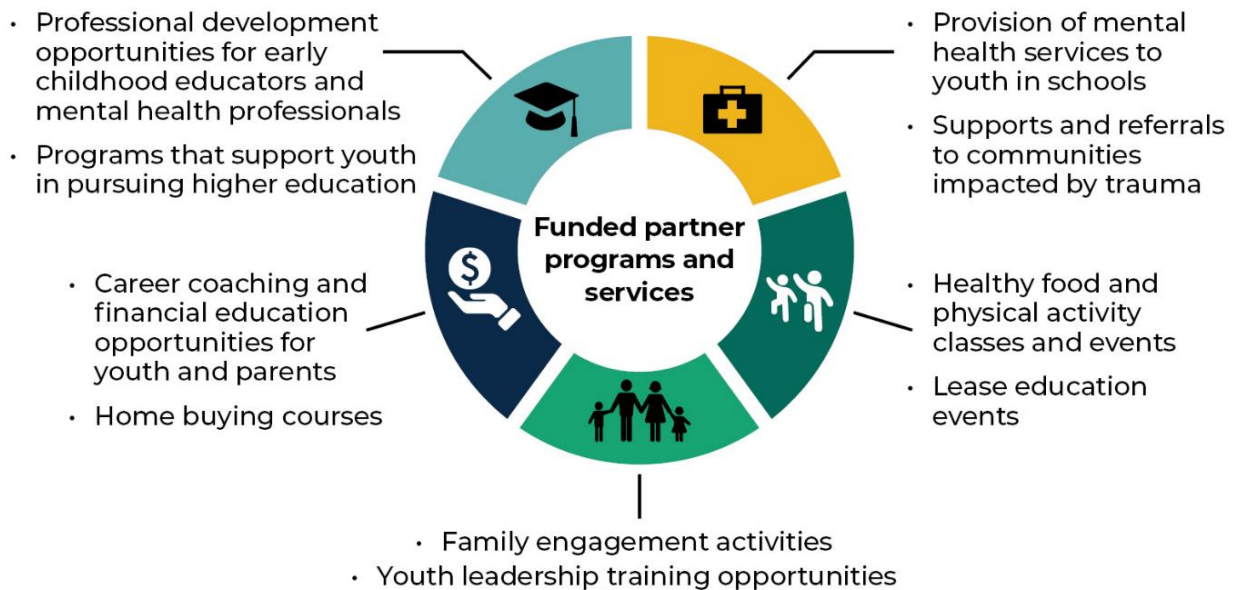 • Professional development
opportunities for early
childhood educators and
mental health professionals
• Programs that support youth
in pursuing higher education
• Provision of mental
health services to
youth in schools
• Supports and referrals
to communities
impacted by trauma
$
Funded partner
programs and
services
• Career coaching and
financial education
opportunities for
youth and parents
• Home buying courses
• Healthy food and
physical activity
classes and events
• Lease education
events
• Family engagement activities
• Youth leadership training opportunities